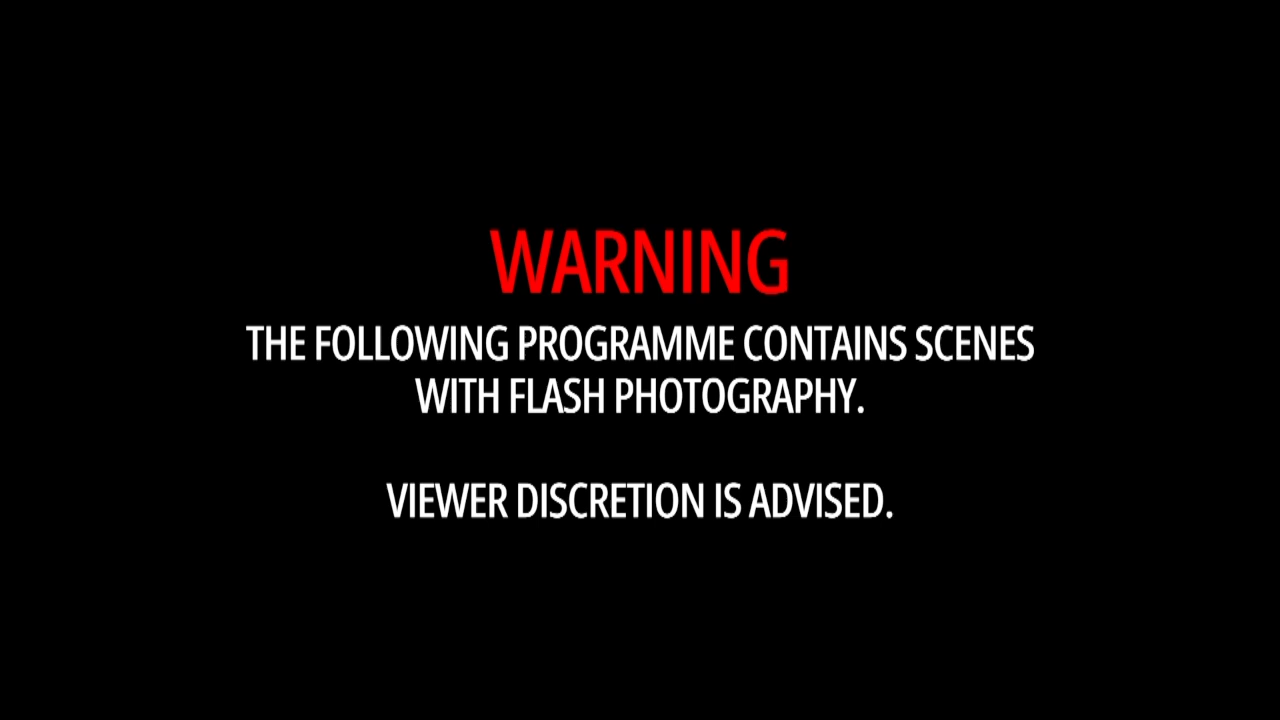 WARNING
THE FOLLOWING PROGRAMME CONTAINS SCENES
WITH FLASH PHOTOGRAPHY.
VIEWER DISCRETION IS ADVISED.